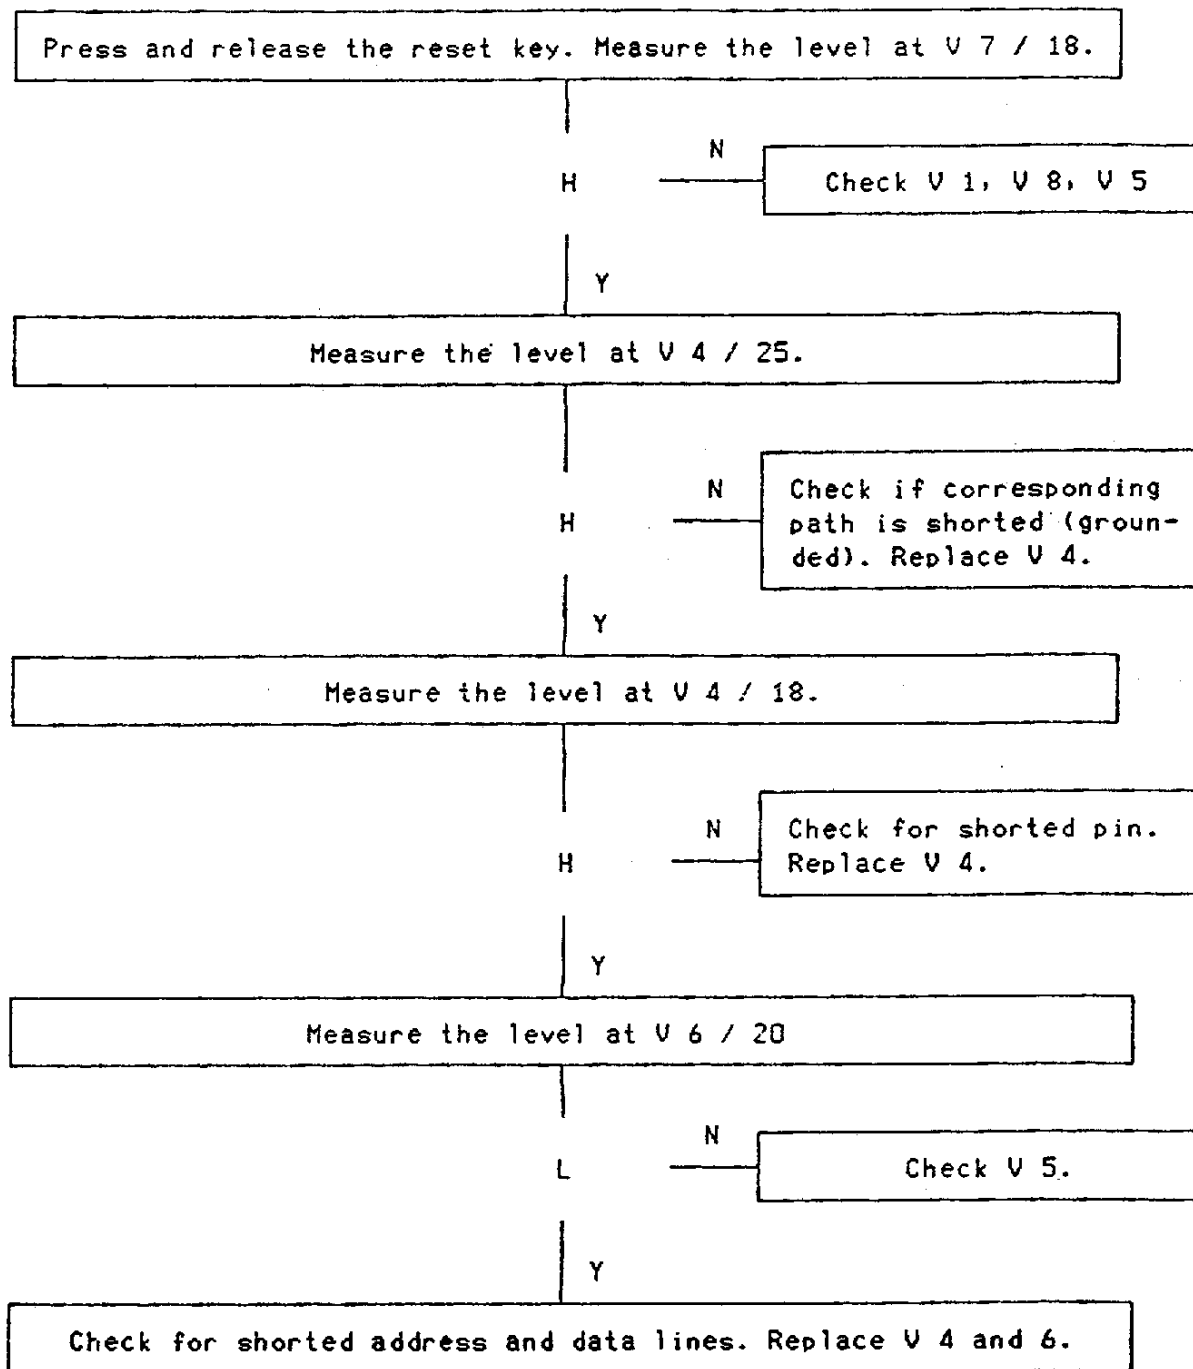 Press and release the reset key. Measure the level at V 7 / 18.
N
H
Check V 1, V 8, V 5
Y
Measure the level at V 4 / 25.
N
H
Check if corresponding
path is shorted (groun-
ded). Replace V 4.
Y
Measure the level at V 4 / 18.
N
H
Check for shorted pin.
Replace V 4.
Y
Measure the level at V 6 / 20
N
L
Check V 5.
Y
Check for shorted address and data lines. Replace V 4 and 6.